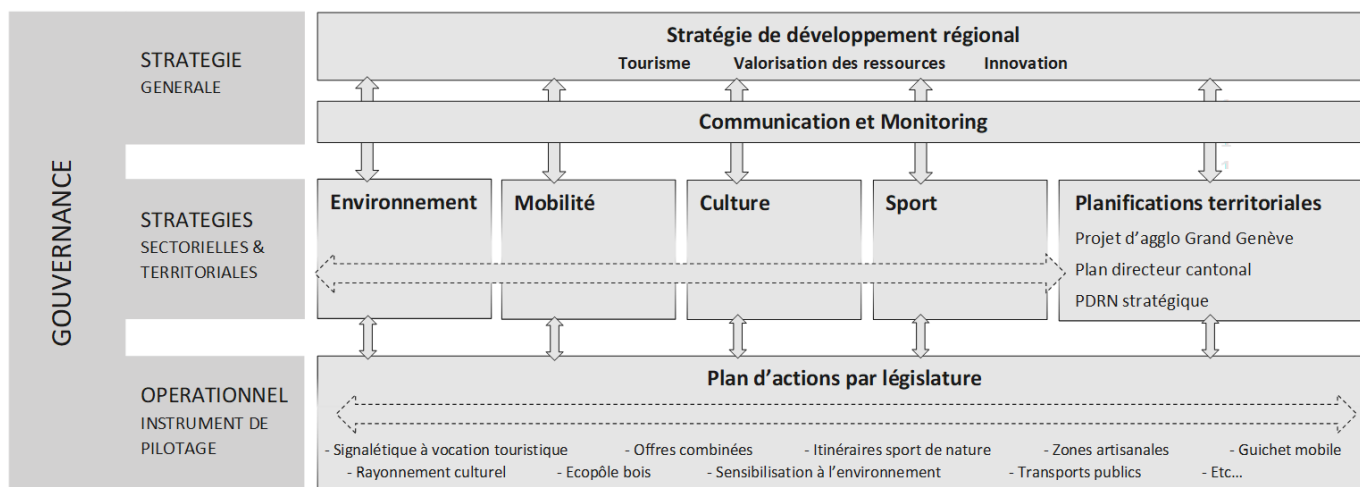 GOUVERNANCE
STRATEGIE
GENERALE
Stratégie de développement régional
Tourisme Valorisation des ressources Innovation
Communication et Monitoring
STRATEGIES
SECTORIELLES &
TERRITORIALES
Environnement
Mobilité
Culture
Sport
Planifications territoriales
Projet d'agglo Grand Genève
Plan directeur cantonal
PDRN stratégique
OPERATIONNEL
INSTRUMENT DE
PILOTAGE
Plan d'actions par législature
- Signalétique à vocation touristique - Offres combinées - Itinéraires sport de nature - Zones artisanales - Guichet mobile
- Rayonnement culturel - Ecopôle bois - Sensibilisation à l'environnement - Transports publics - Etc...